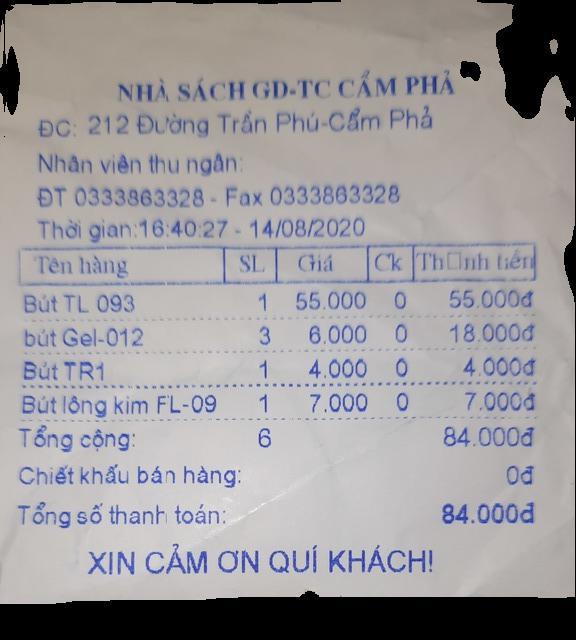 NHÀ SÁCH GD-TC CẨM PHẢ
ĐC: 212 Đường Trần Phú-Cẩm Phả
Nhân viên thu ngân:
ĐT 0333863328 - Fax 0333863328
Thời gian:16:40:27 - 14/08/2020
Tên hàng SL Giá Ck Th□nh tiền
Bút TL 093 1 55.000 0 55.000đ
bút Gel-012 3 6.000 0 18.000đ
Bút TR1 1 4.000 0 4.000đ
Bút lông kim FL-09 1 7.000 0 7.000đ
Tổng cộng: 6 84.000đ
Chiết khấu bán hàng: 0đ
Tổng số thanh toán: 84.000đ
XIN CẢM ƠN QUÍ KHÁCH!